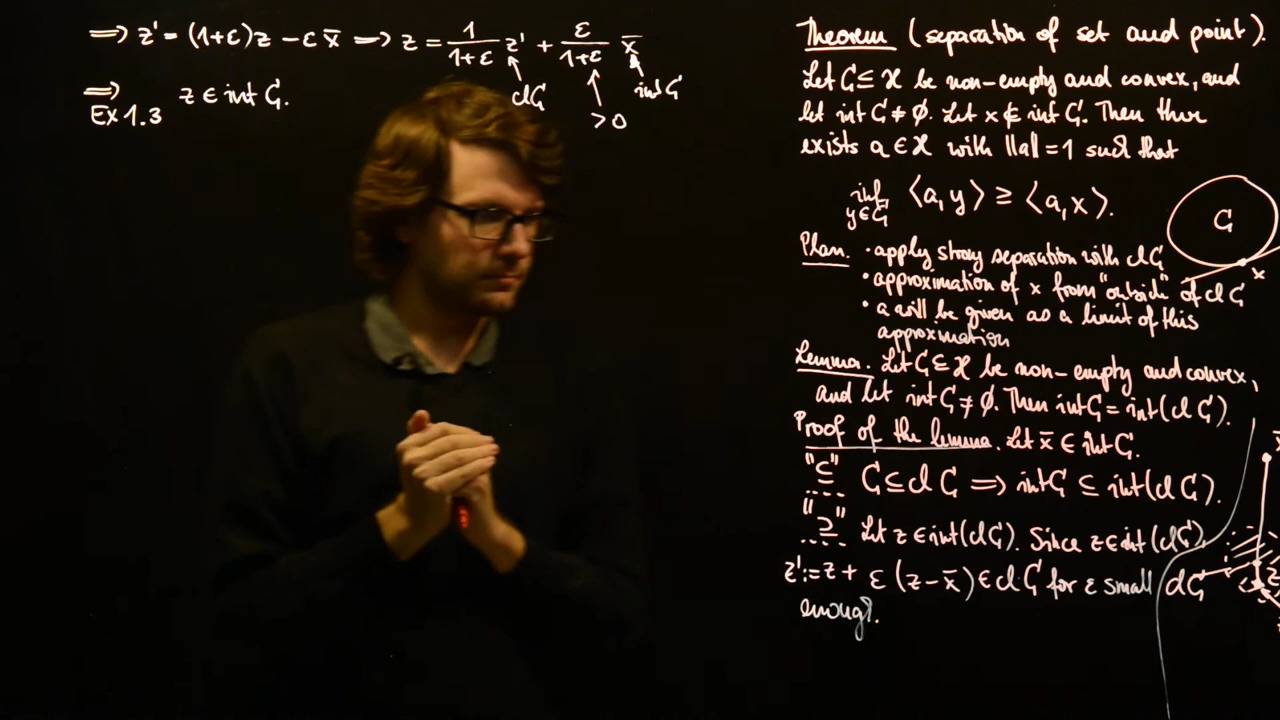 ⟹ z' = (1+ε)z − ε x̄ ⟹ z = 1/(1+ε) z' + ε/(1+ε) x̄
cl C
> 0
int C
⟹ z ∈ int C.
Ex 1.3
Theorem (separation of set and point).
Let C ⊆ ℋ be non-empty and convex, and
let int C ≠ ∅. Let x ∉ int C. Then there
exists a ∈ ℋ with ||a|| = 1 such that
inf y∈C ⟨a,y⟩ ≥ ⟨a,x⟩.
C
x
Plan. • apply strong separation with cl C
• approximation of x from "outside" of cl C
• a will be given as a limit of this
approximation
Lemma. Let C ⊆ ℋ be non-empty and convex,
and let int C ≠ ∅. Then int C = int(cl C).
Proof of the lemma. Let x̄ ∈ int C.
"⊆" C ⊆ cl C ⟹ int C ⊆ int(cl C).
"⊇" Let z ∈ int(cl C). Since z ∈ int(cl C),
z' := z + ε(z − x̄) ∈ cl C for ε small
enough.
cl C